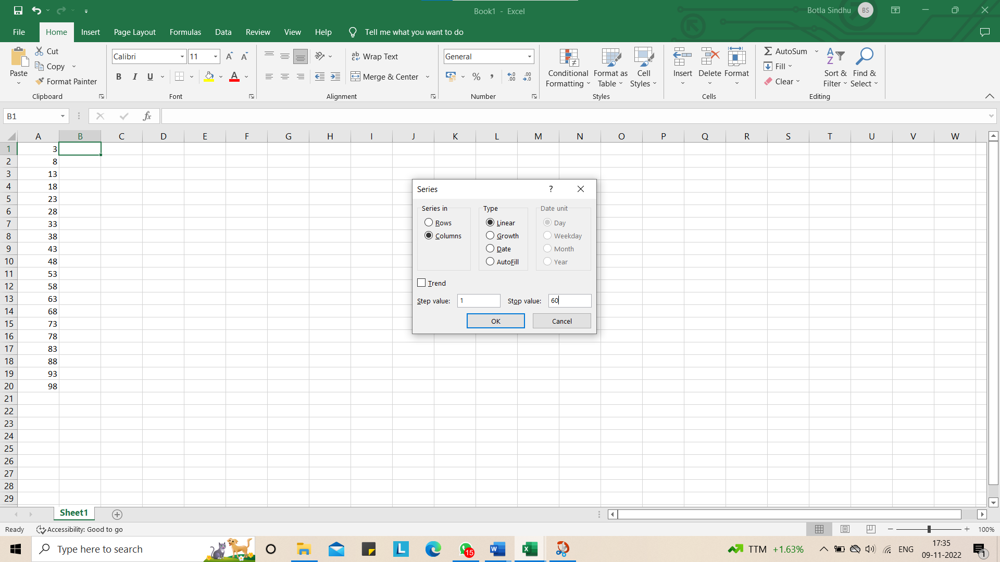 Book1 - Excel
Botla Sindhu BS
File Home Insert Page Layout Formulas Data Review View Help Tell me what you want to do
Paste
Cut
Copy
Format Painter
Clipboard
Calibri 11 A A
B I U A
Font
ab Wrap Text
Merge & Center
Alignment
General
% , .00 .00
Number
Conditional Formatting
Format as Table
Cell Styles
Styles
Insert Delete Format
Cells
AutoSum
Fill
Clear
Sort & Filter
Find & Select
Editing
B1 fx
A B C D E F G H I J K L M N O P Q R S T U V W
1 3
2 8
3 13
4 18
5 23
6 28
7 33
8 38
9 43
10 48
11 53
12 58
13 63
14 68
15 73
16 78
17 83
18 88
19 93
20 98
21
22
23
24
25
26
27
28
29
Series ?
Series in Type Date unit
Rows Linear Day
Columns Growth Weekday
Date Month
AutoFill Year
Trend
Step value: 1 Stop value: 60
OK Cancel
Sheet1
Ready Accessibility: Good to go 100%
Type here to search
L 15 W X
TTM +1.63% ENG
17:35
09-11-2022
1